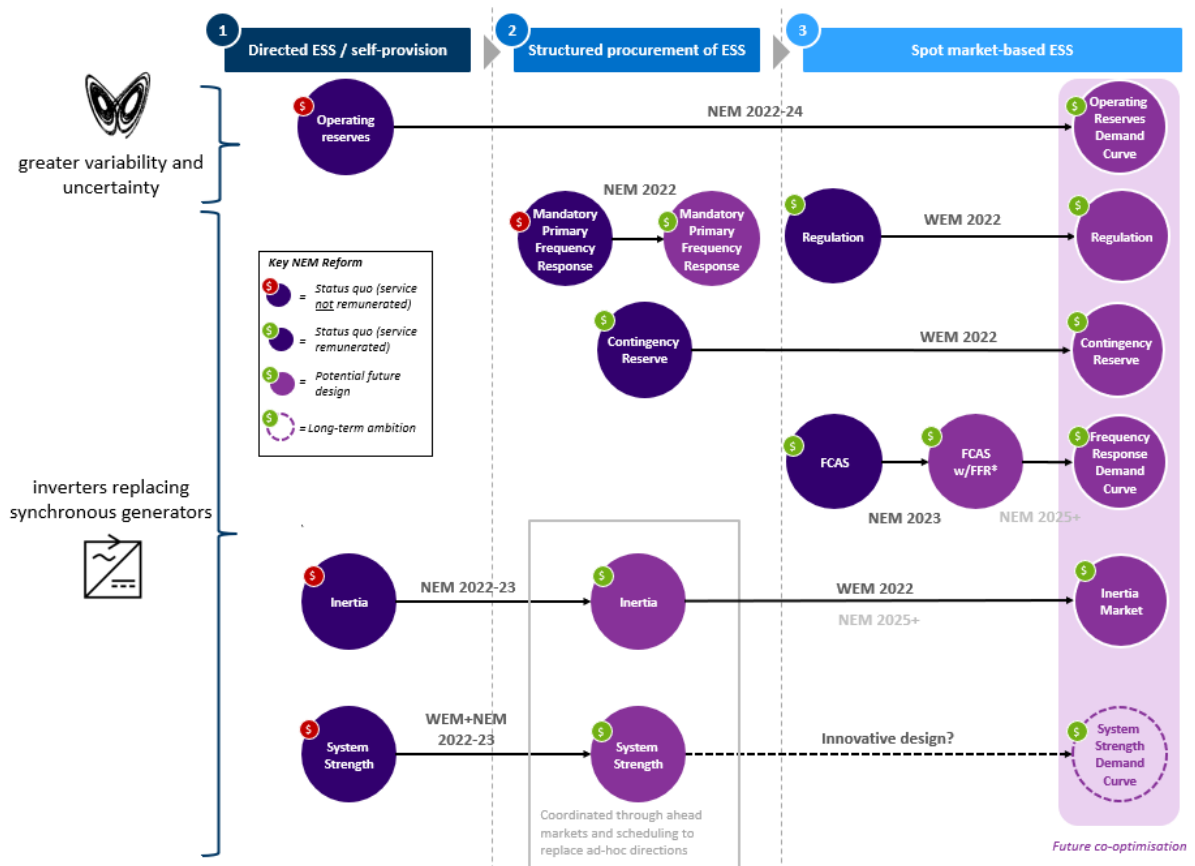 1
Directed ESS / self-provision
2
Structured procurement of ESS
3
Spot market-based ESS
greater variability and
uncertainty
$
Operating
reserves
NEM 2022-24
$
Operating
Reserves
Demand
Curve
$
Mandatory
Primary
Frequency
Response
NEM 2022
$
Mandatory
Primary
Frequency
Response
$
Regulation
WEM 2022
$
Regulation
Key NEM Reform
$
= Status quo (service
not remunerated)
$
= Status quo (service
remunerated)
$
= Potential future
design
$
= Long-term ambition
$
Contingency
Reserve
WEM 2022
$
Contingency
Reserve
inverters replacing
synchronous generators
$
FCAS
NEM 2023
$
FCAS
w/FFR*
NEM 2025+
$
Frequency
Response
Demand
Curve
$
Inertia
NEM 2022-23
$
Inertia
WEM 2022
NEM 2025+
$
Inertia
Market
$
System
Strength
WEM+NEM
2022-23
$
System
Strength
Innovative design?
$
System
Strength
Demand
Curve
Coordinated through ahead
markets and scheduling to
replace ad-hoc directions
Future co-optimisation